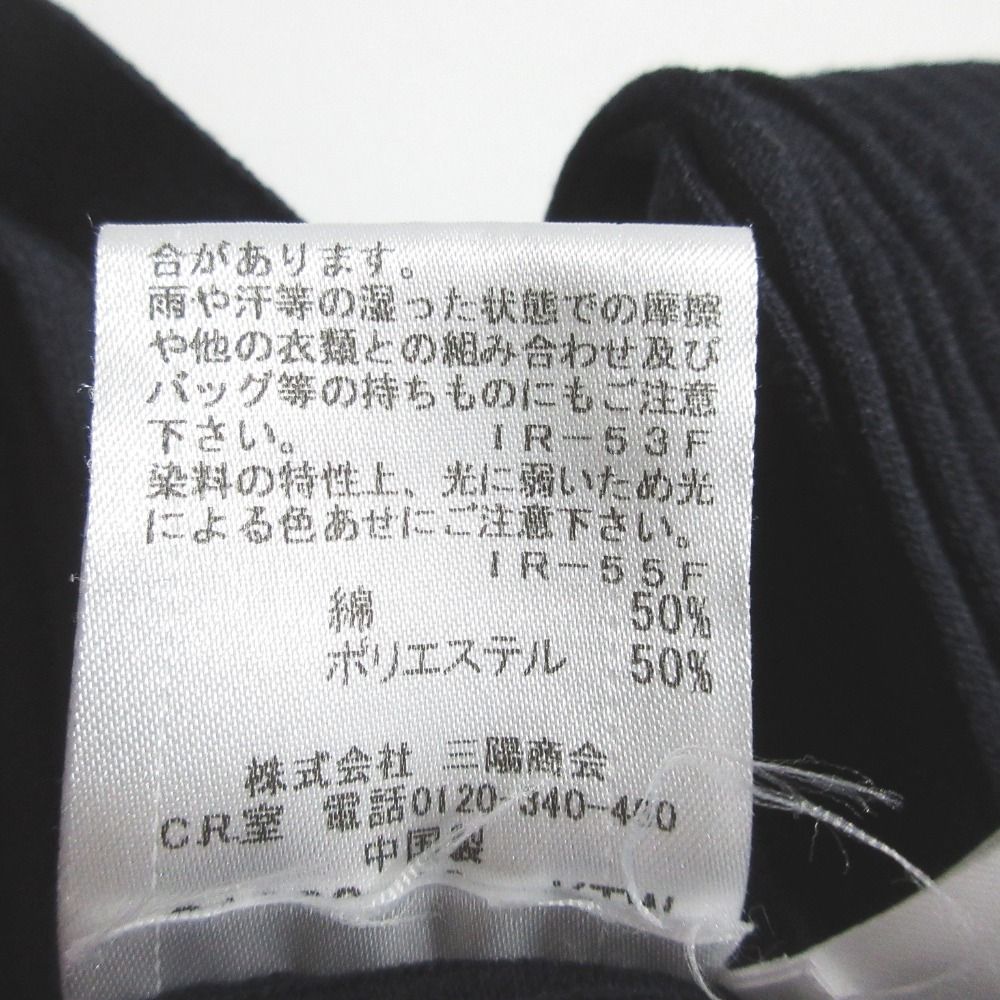 合があります。
雨や汗等の湿った状態での摩擦
や他の衣類との組み合わせ及び
バッグ等の持ちものにもご注意
下さい。 IR-53F
染料の特性上、光に弱いため光
による色あせにご注意下さい。
IR-55F
綿 50%
ポリエステル 50%
株式会社 三陽商会
C.R.室 電話0120-340-460
中国製